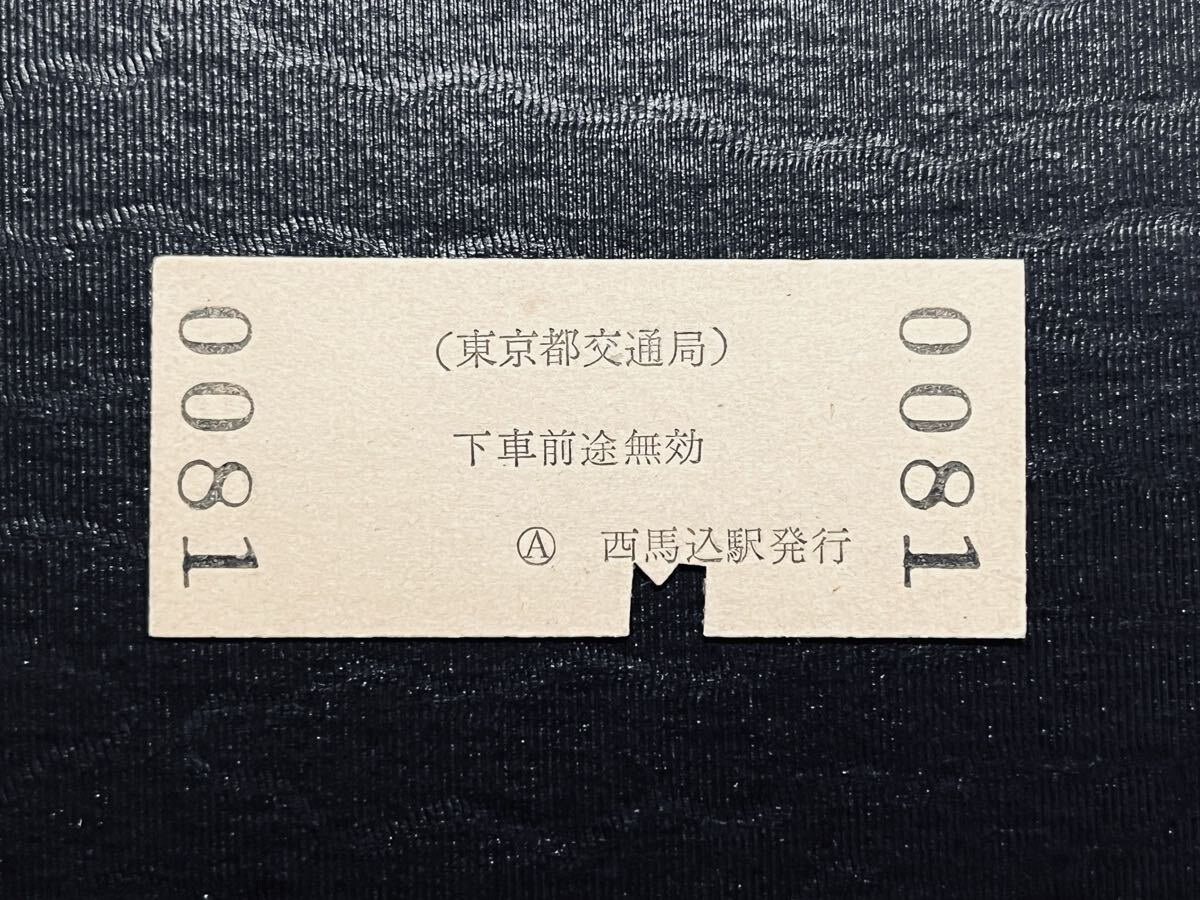 （東京都交通局）
下車前途無効
Ⓐ 西馬込駅発行
0081
0081